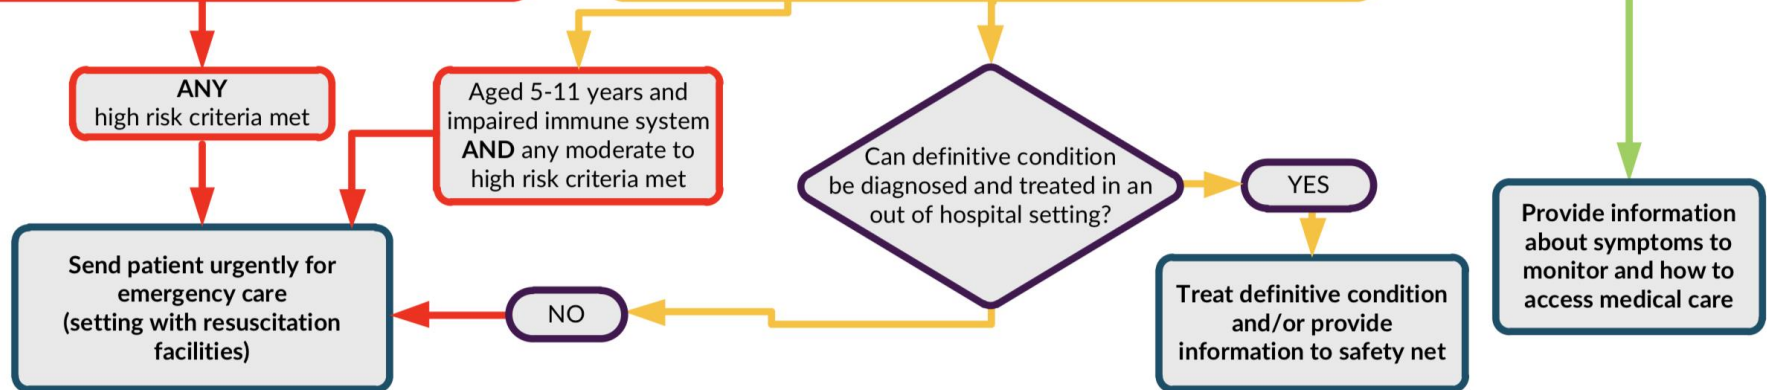 ANY
high risk criteria met
Aged 5-11 years and
impaired immune system
AND any moderate to
high risk criteria met
Can definitive condition
be diagnosed and treated in an
out of hospital setting?
YES
Provide information
about symptoms to
monitor and how to
access medical care
Send patient urgently for
emergency care
(setting with resuscitation
facilities)
NO
Treat definitive condition
and/or provide
information to safety net